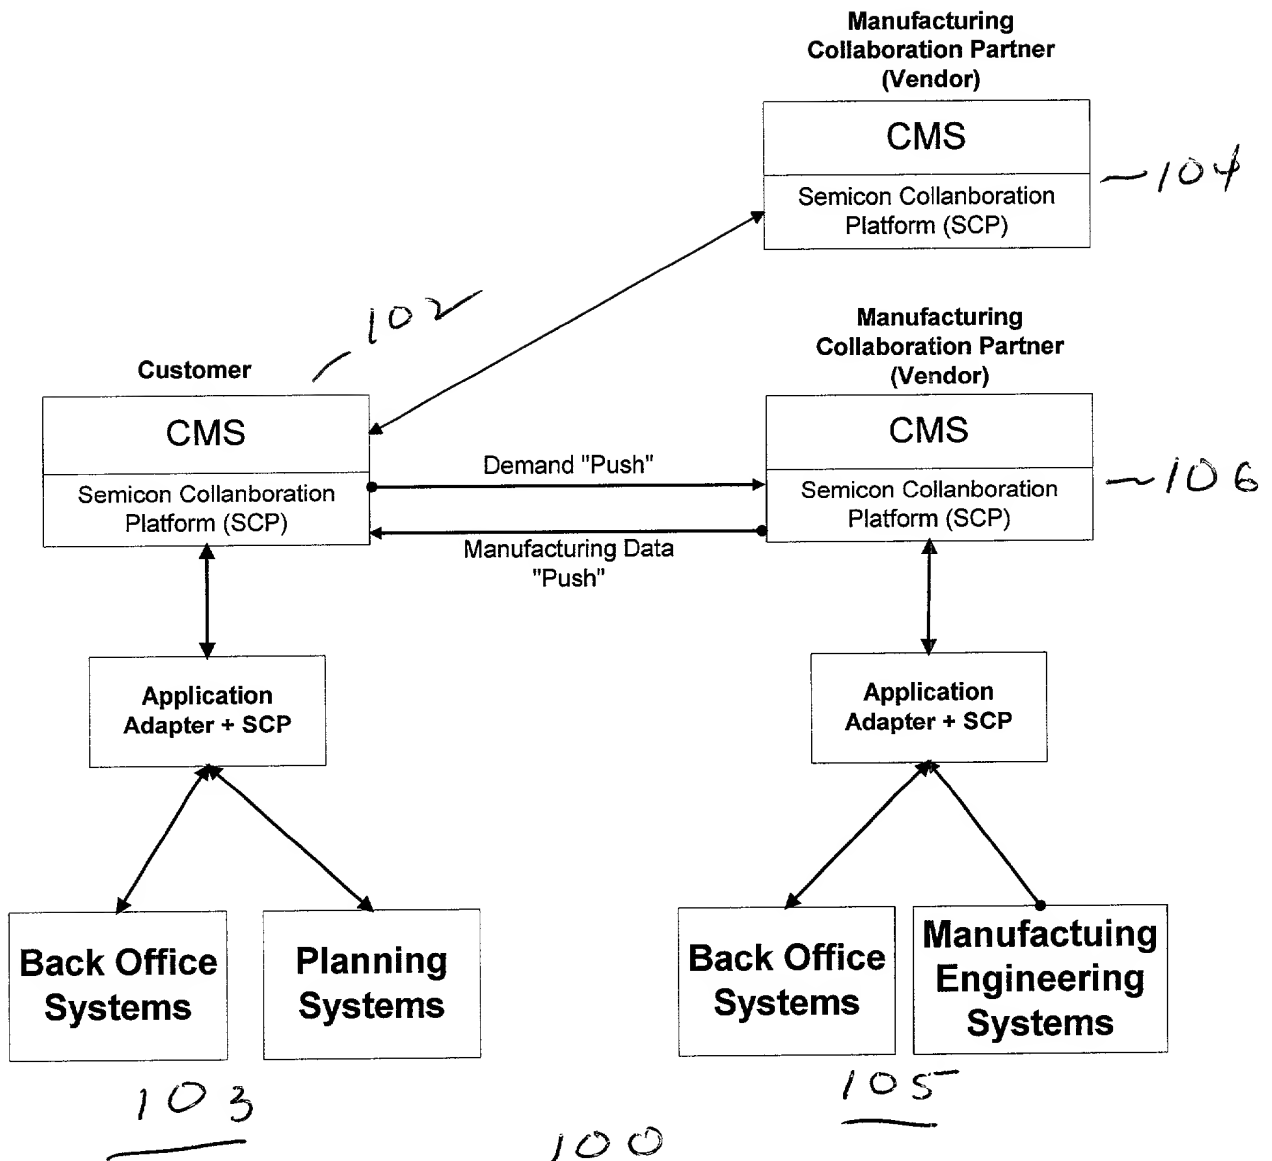 Manufacturing
Collaboration Partner
(Vendor)
CMS
Semicon Collanboration
Platform (SCP)
104
102
Manufacturing
Collaboration Partner
(Vendor)
Customer
CMS
Semicon Collanboration
Platform (SCP)
Demand "Push"
Manufacturing Data
"Push"
CMS
Semicon Collanboration
Platform (SCP)
106
Application
Adapter + SCP
Application
Adapter + SCP
Back Office
Systems
Planning
Systems
Back Office
Systems
Manufactuing
Engineering
Systems
103
105
100